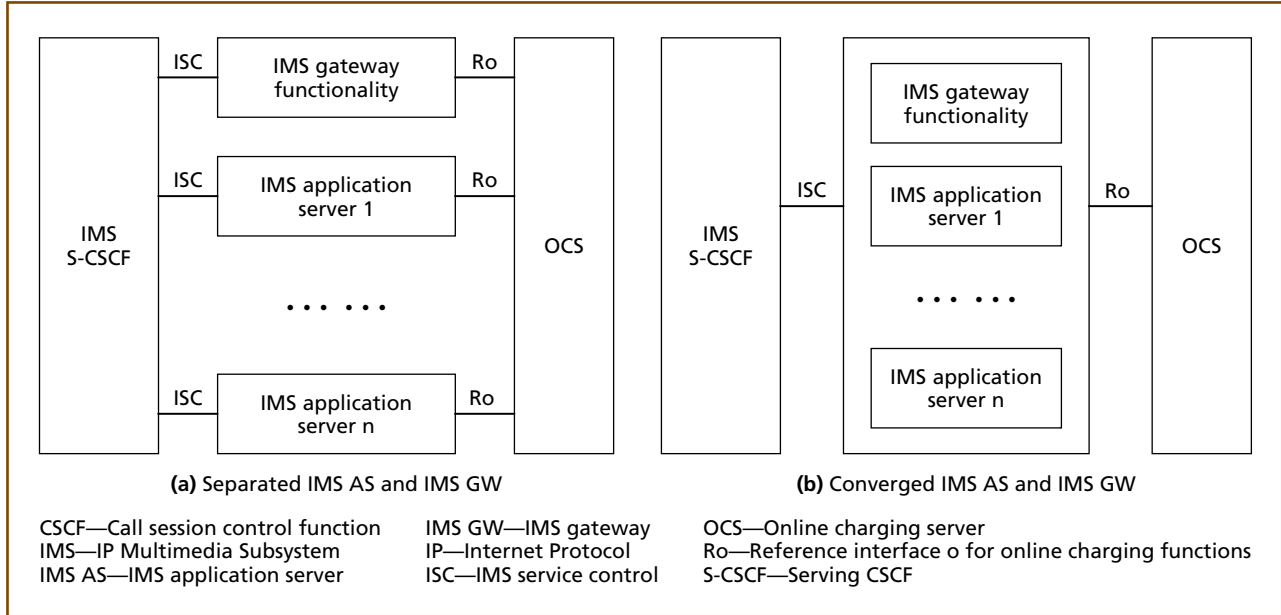 IMS
S-CSCF
ISC
IMS gateway
functionality
Ro
ISC
IMS application
server 1
Ro
• • • • • •
ISC
IMS application
server n
Ro
OCS
(a) Separated IMS AS and IMS GW
IMS
S-CSCF
ISC
IMS gateway
functionality
IMS application
server 1
• • • • • •
IMS application
server n
Ro
OCS
(b) Converged IMS AS and IMS GW
CSCF—Call session control function
IMS—IP Multimedia Subsystem
IMS AS—IMS application server
IMS GW—IMS gateway
IP—Internet Protocol
ISC—IMS service control
OCS—Online charging server
Ro—Reference interface o for online charging functions
S-CSCF—Serving CSCF